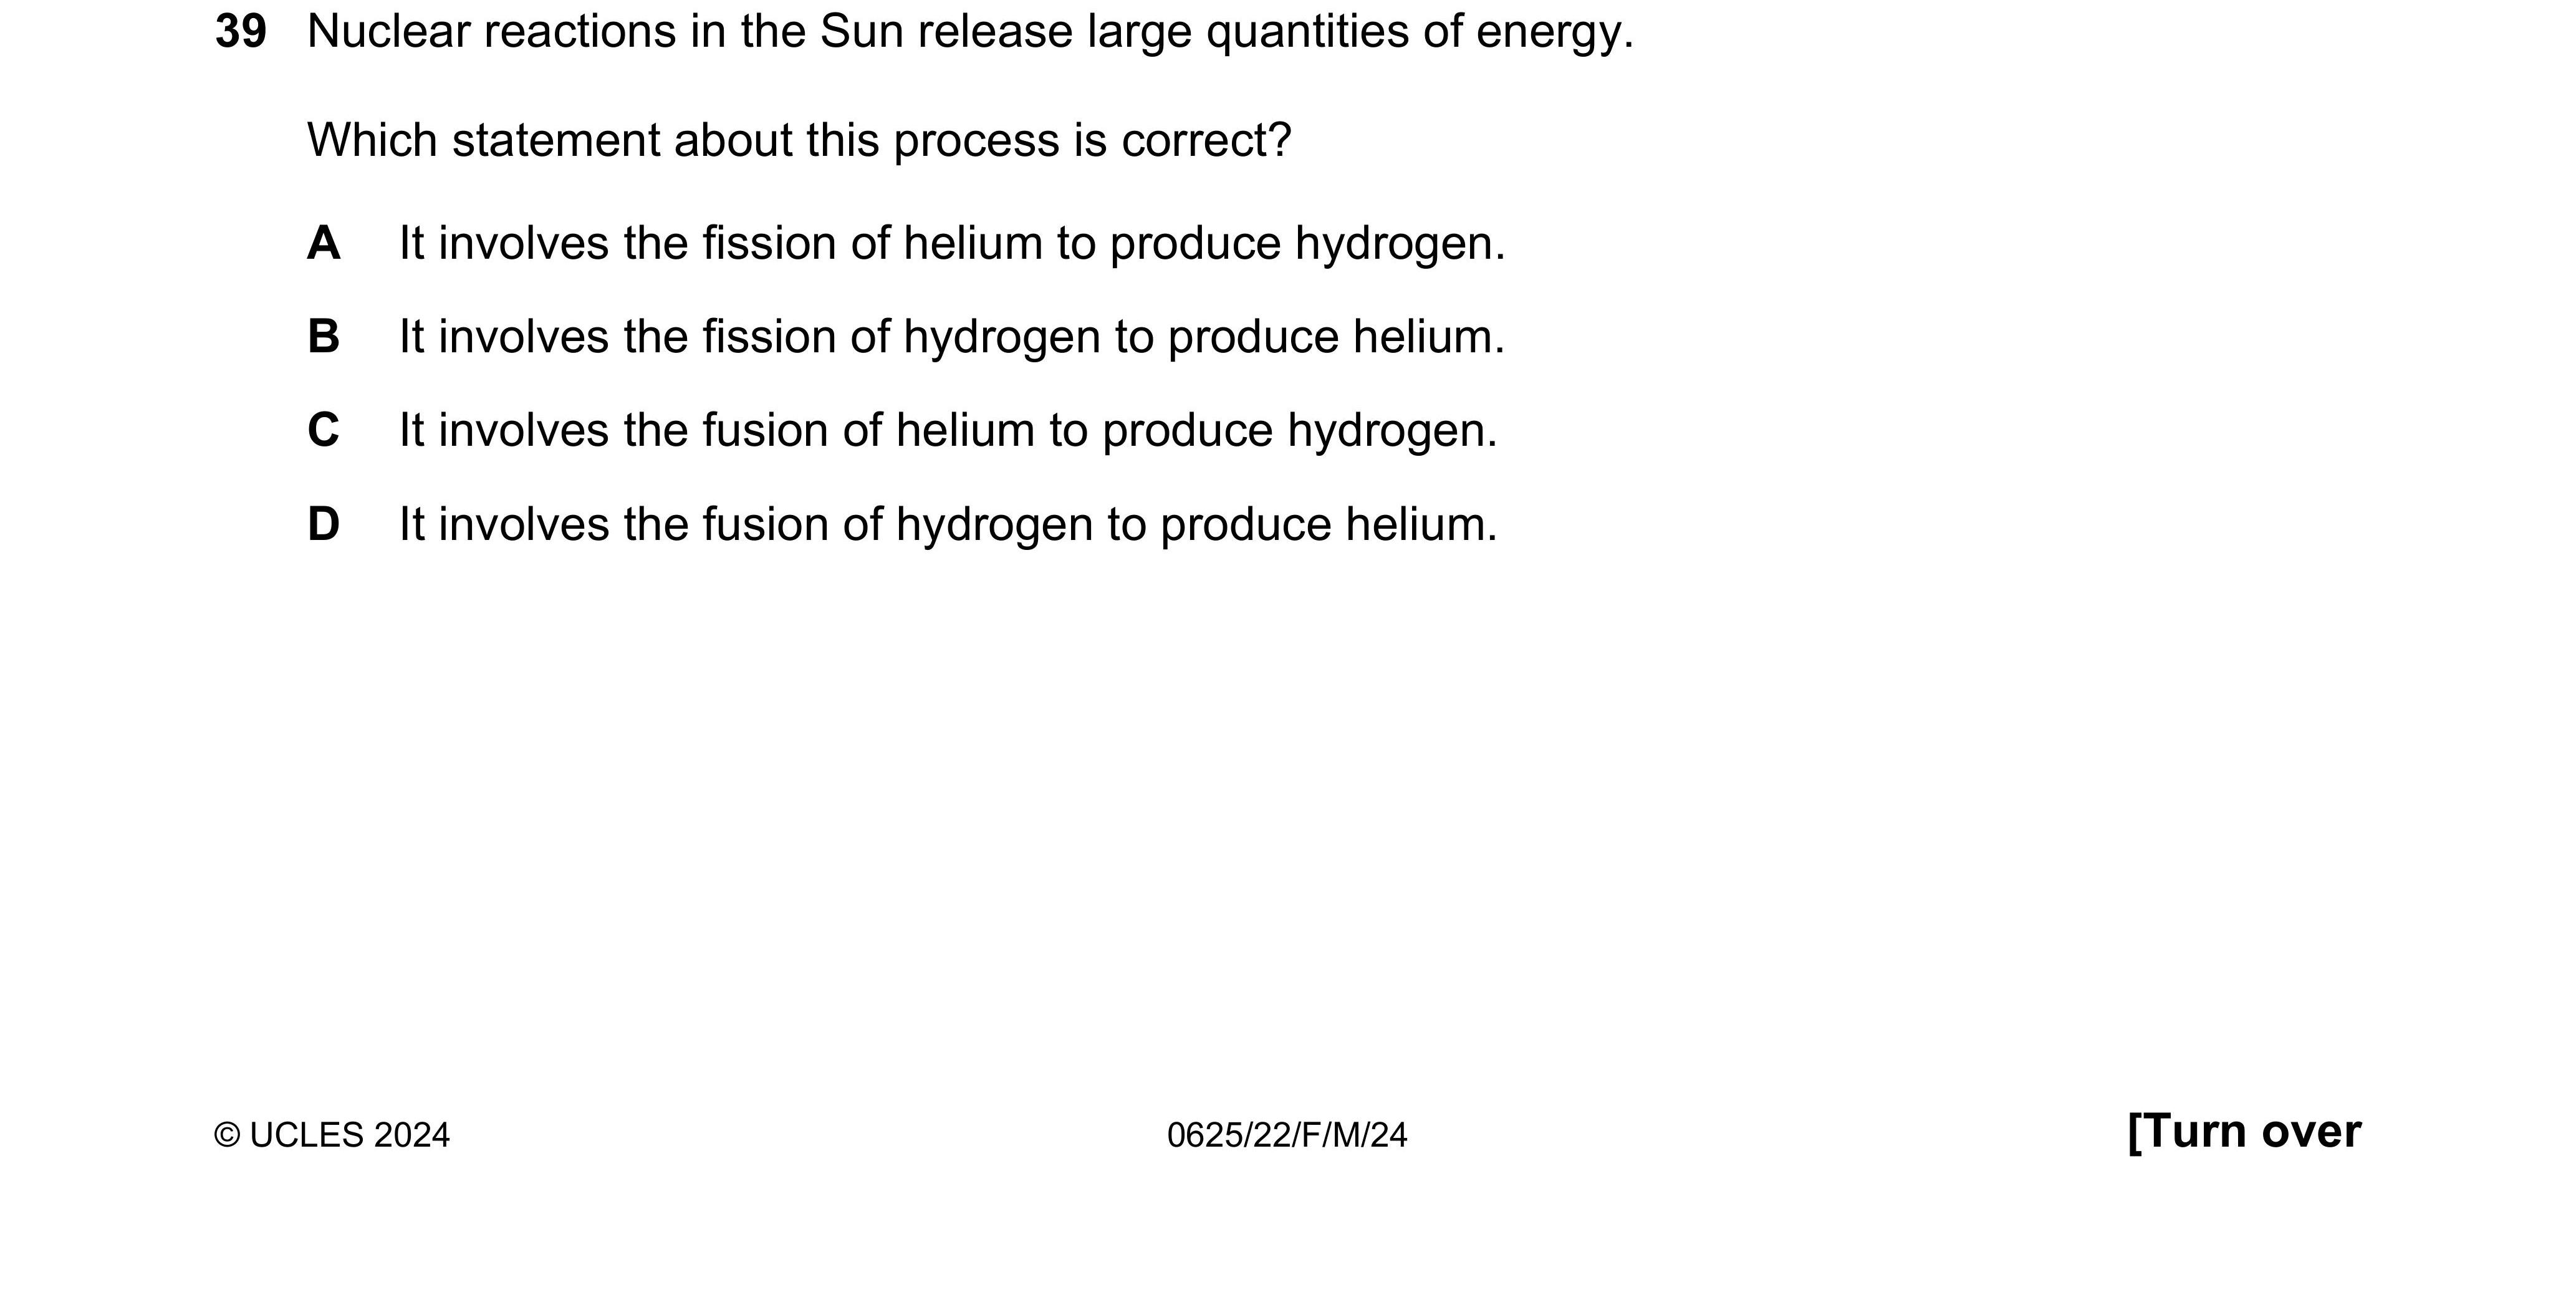 39 Nuclear reactions in the Sun release large quantities of energy.
Which statement about this process is correct?
A It involves the fission of helium to produce hydrogen.
B It involves the fission of hydrogen to produce helium.
C It involves the fusion of helium to produce hydrogen.
D It involves the fusion of hydrogen to produce helium.
© UCLES 2024 0625/22/F/M/24 [Turn over